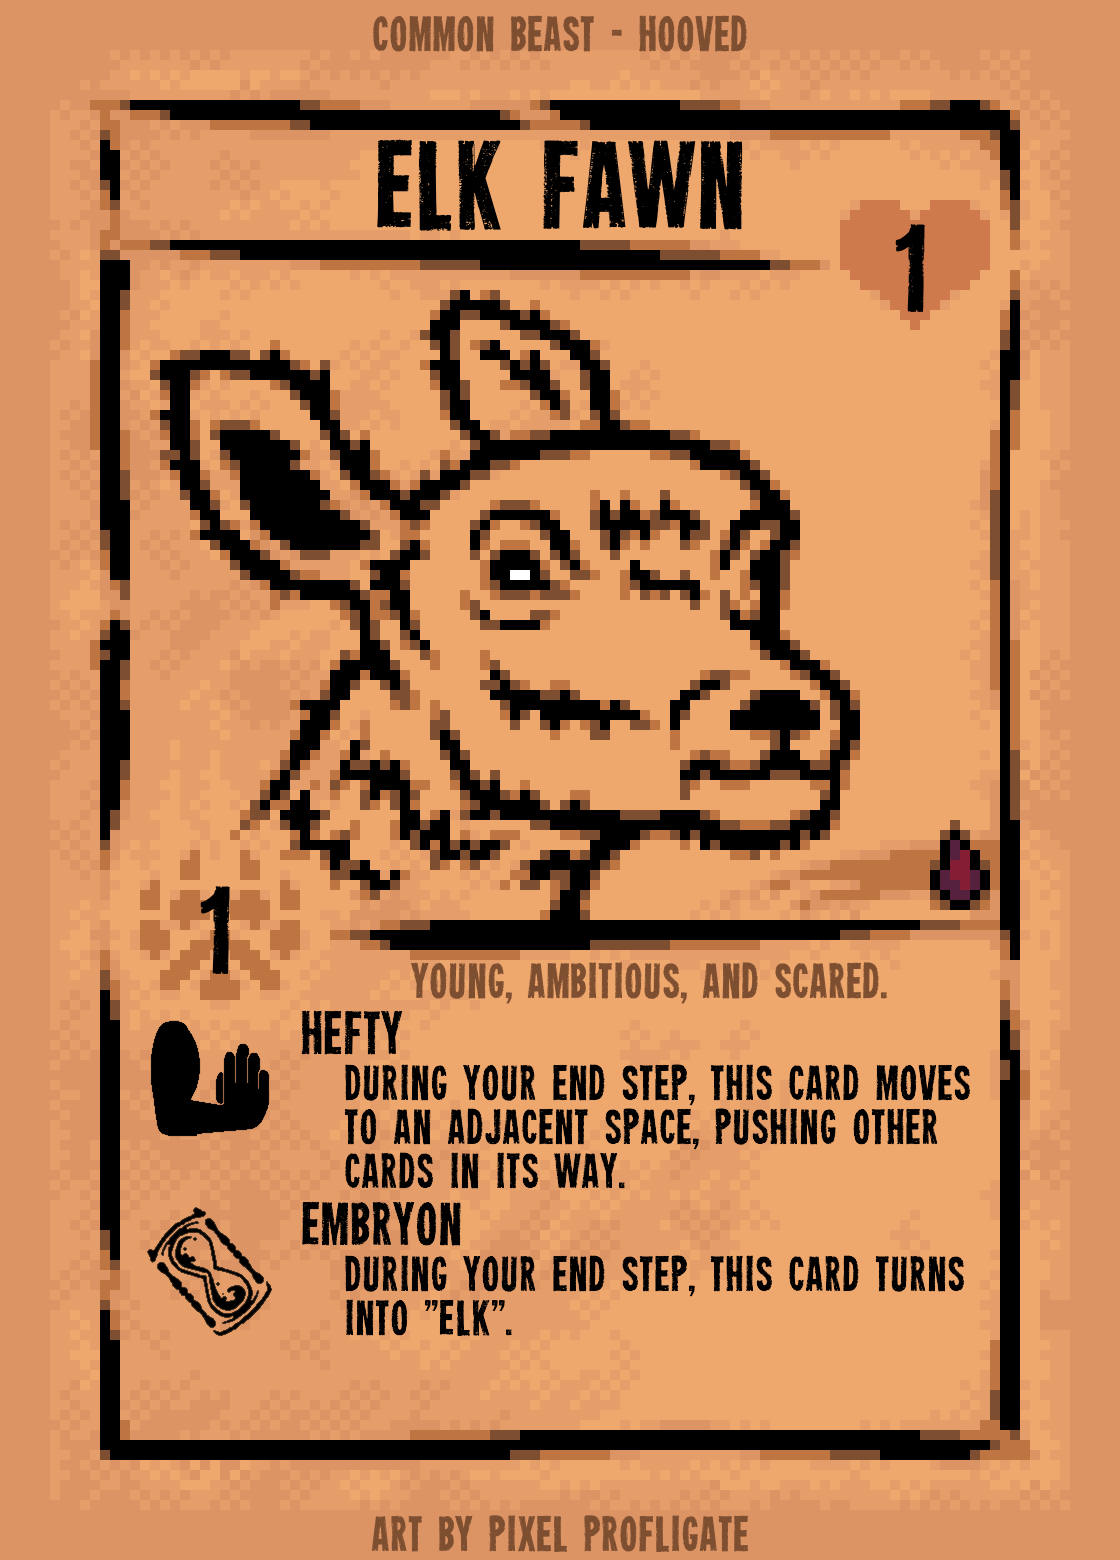 COMMON BEAST - HOOVED
ELK FAWN
1
1
YOUNG, AMBITIOUS, AND SCARED.
HEFTY
DURING YOUR END STEP, THIS CARD MOVES
TO AN ADJACENT SPACE, PUSHING OTHER
CARDS IN ITS WAY.
EMBRYON
DURING YOUR END STEP, THIS CARD TURNS
INTO "ELK".
ART BY PIXEL PROFLIGATE